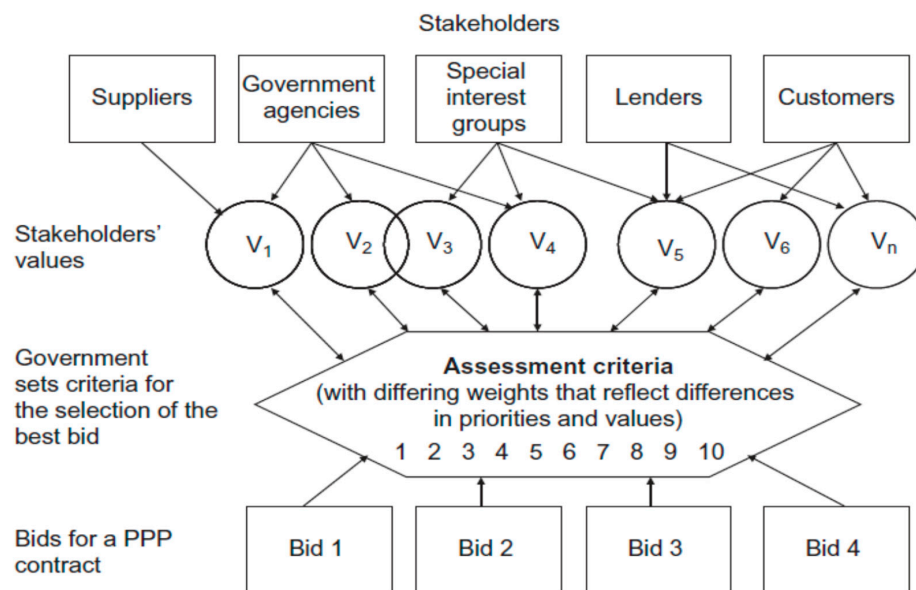 Stakeholders
Suppliers
Government
agencies
Special
interest
groups
Lenders
Customers
Stakeholders'
values
V1
V2
V3
V4
V5
V6
Vn
Government
sets criteria for
the selection of the
best bid
Assessment criteria
(with differing weights that reflect differences
in priorities and values)
1 2 3 4 5 6 7 8 9 10
Bids for a PPP
contract
Bid 1
Bid 2
Bid 3
Bid 4